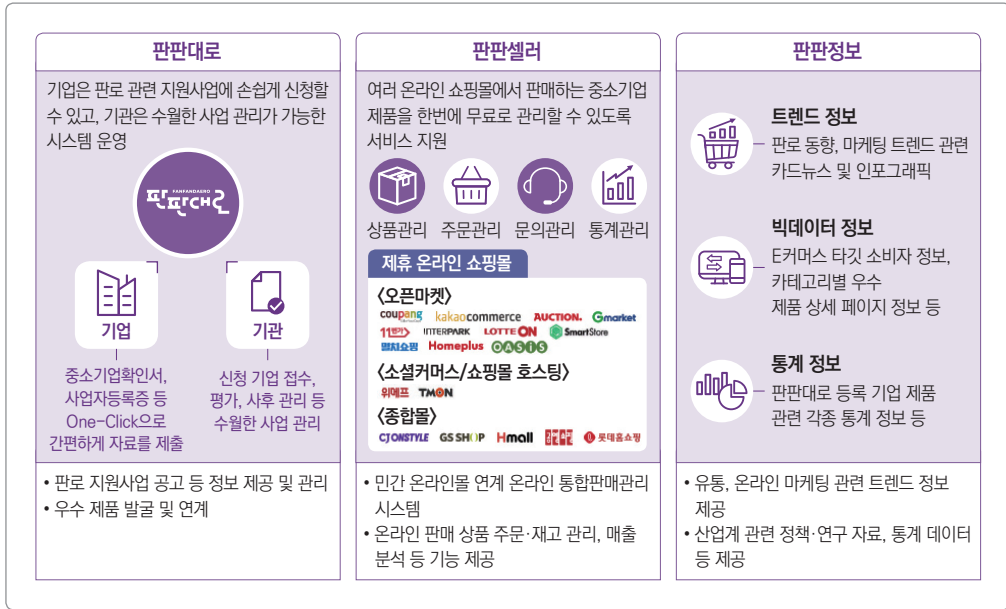 판판대로
기업은 판로 관련 지원사업에 손쉽게 신청할
수 있고, 기관은 수월한 사업 관리가 가능한
시스템 운영
FANFANDAERO
판판대로
기업
기관
중소기업확인서,
사업자등록증 등
One-Click으로
간편하게 자료를 제출
신청 기업 접수,
평가, 사후 관리 등
수월한 사업 관리
• 판로 지원사업 공고 등 정보 제공 및 관리
• 우수 제품 발굴 및 연계
판판셀러
여러 온라인 쇼핑몰에서 판매하는 중소기업
제품을 한번에 무료로 관리할 수 있도록
서비스 지원
상품관리 주문관리 문의관리 통계관리
제휴 온라인 쇼핑몰
〈오픈마켓〉
coupang kakaocommerce AUCTION. Gmarket
11번가 INTERPARK LOTTE ON SmartStore
멸치쇼핑 Homeplus OASIS
〈소셜커머스/쇼핑몰 호스팅〉
위메프 TMON
〈종합몰〉
CJ ONSTYLE GS SHOP Hmall 공영쇼핑 롯데홈쇼핑
• 민간 온라인몰 연계 온라인 통합판매관리
시스템
• 온라인 판매 상품 주문·재고 관리, 매출
분석 등 기능 제공
판판정보
트렌드 정보
판로 동향, 마케팅 트렌드 관련
카드뉴스 및 인포그래픽
빅데이터 정보
E커머스 타깃 소비자 정보,
카테고리별 우수
제품 상세 페이지 정보 등
통계 정보
판판대로 등록 기업 제품
관련 각종 통계 정보 등
• 유통, 온라인 마케팅 관련 트렌드 정보
제공
• 산업계 관련 정책·연구 자료, 통계 데이터
등 제공